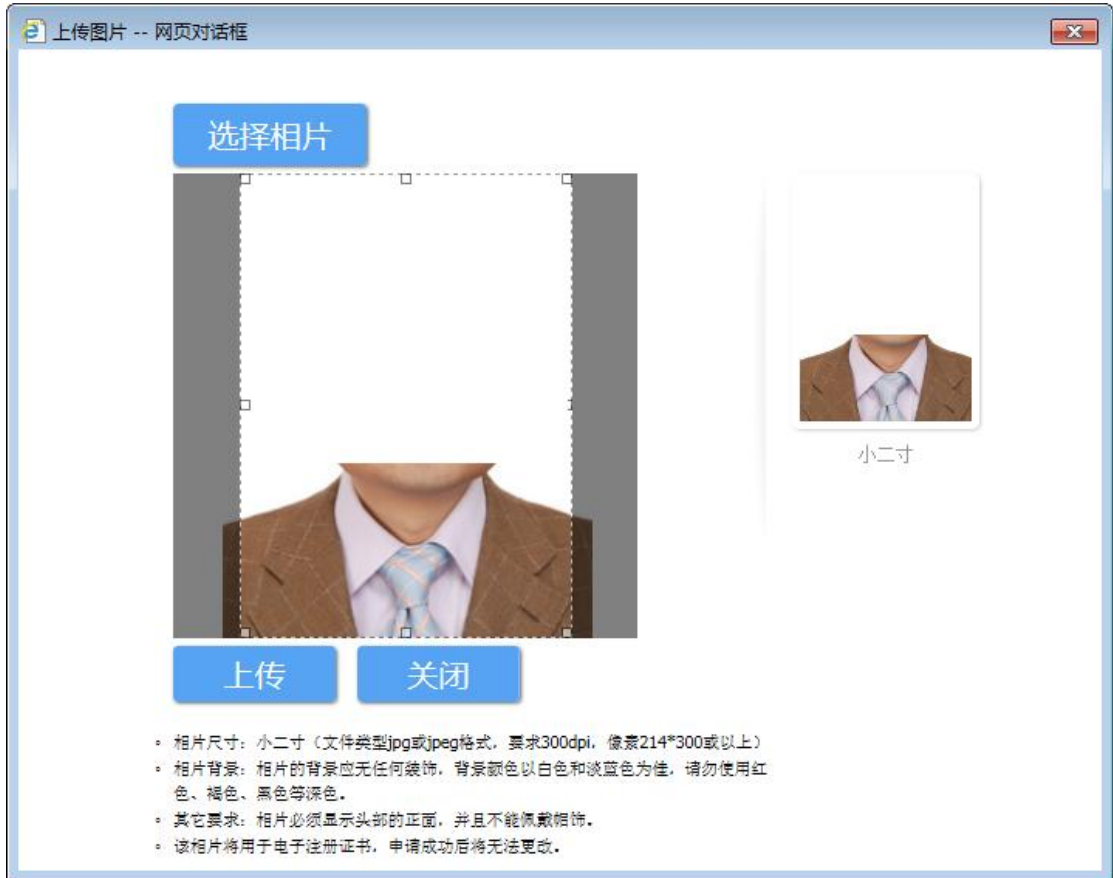 上传图片 -- 网页对话框
选择相片
小二寸
上传
关闭
相片尺寸：小二寸（文件类型jpg或jpeg格式，要求300dpi，像素214*300或以上）
相片背景：相片的背景应无任何装饰，背景颜色以白色和淡蓝色为佳，请勿使用红
色、褐色、黑色等深色。
其它要求：相片必须显示头部的正面，并且不能佩戴帽饰。
该相片将用于电子注册证书，申请成功后将无法更改。